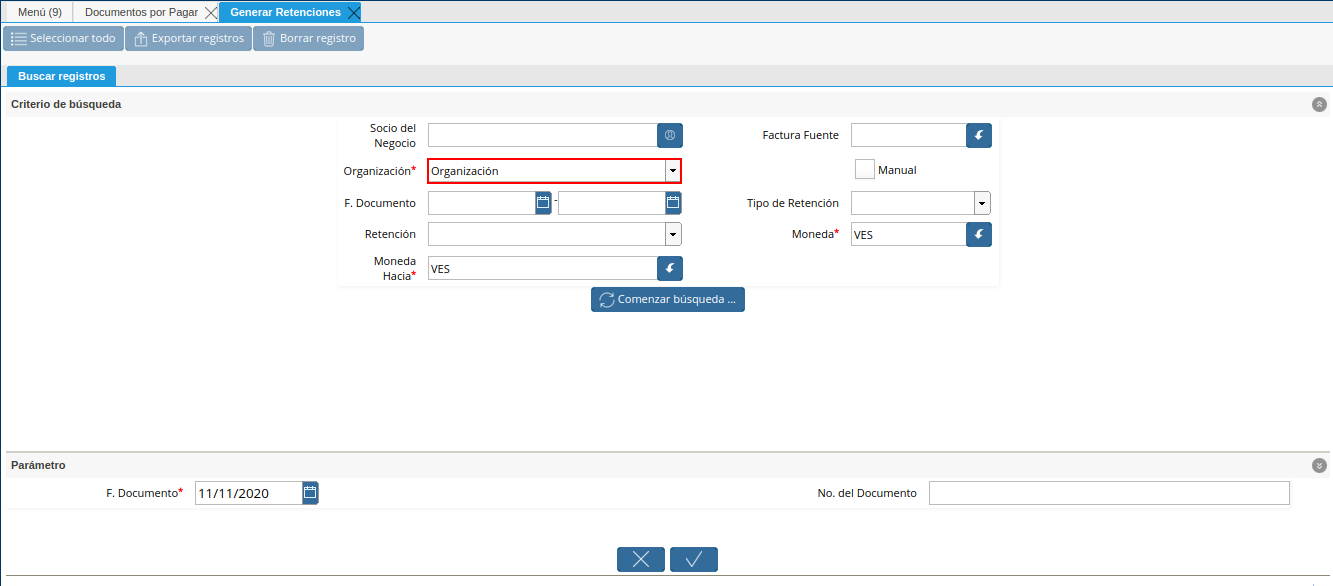 Menú (9) Documentos por Pagar Generar Retenciones
Seleccionar todo Exportar registros Borrar registro
Buscar registros
Criterio de búsqueda
Socio del
Negocio
Factura Fuente
Organización* Organización
Manual
F. Documento -
Tipo de Retención
Retención
Moneda* VES
Moneda
Hacia* VES
Comenzar búsqueda ...
Parámetro
F. Documento* 11/11/2020
No. del Documento